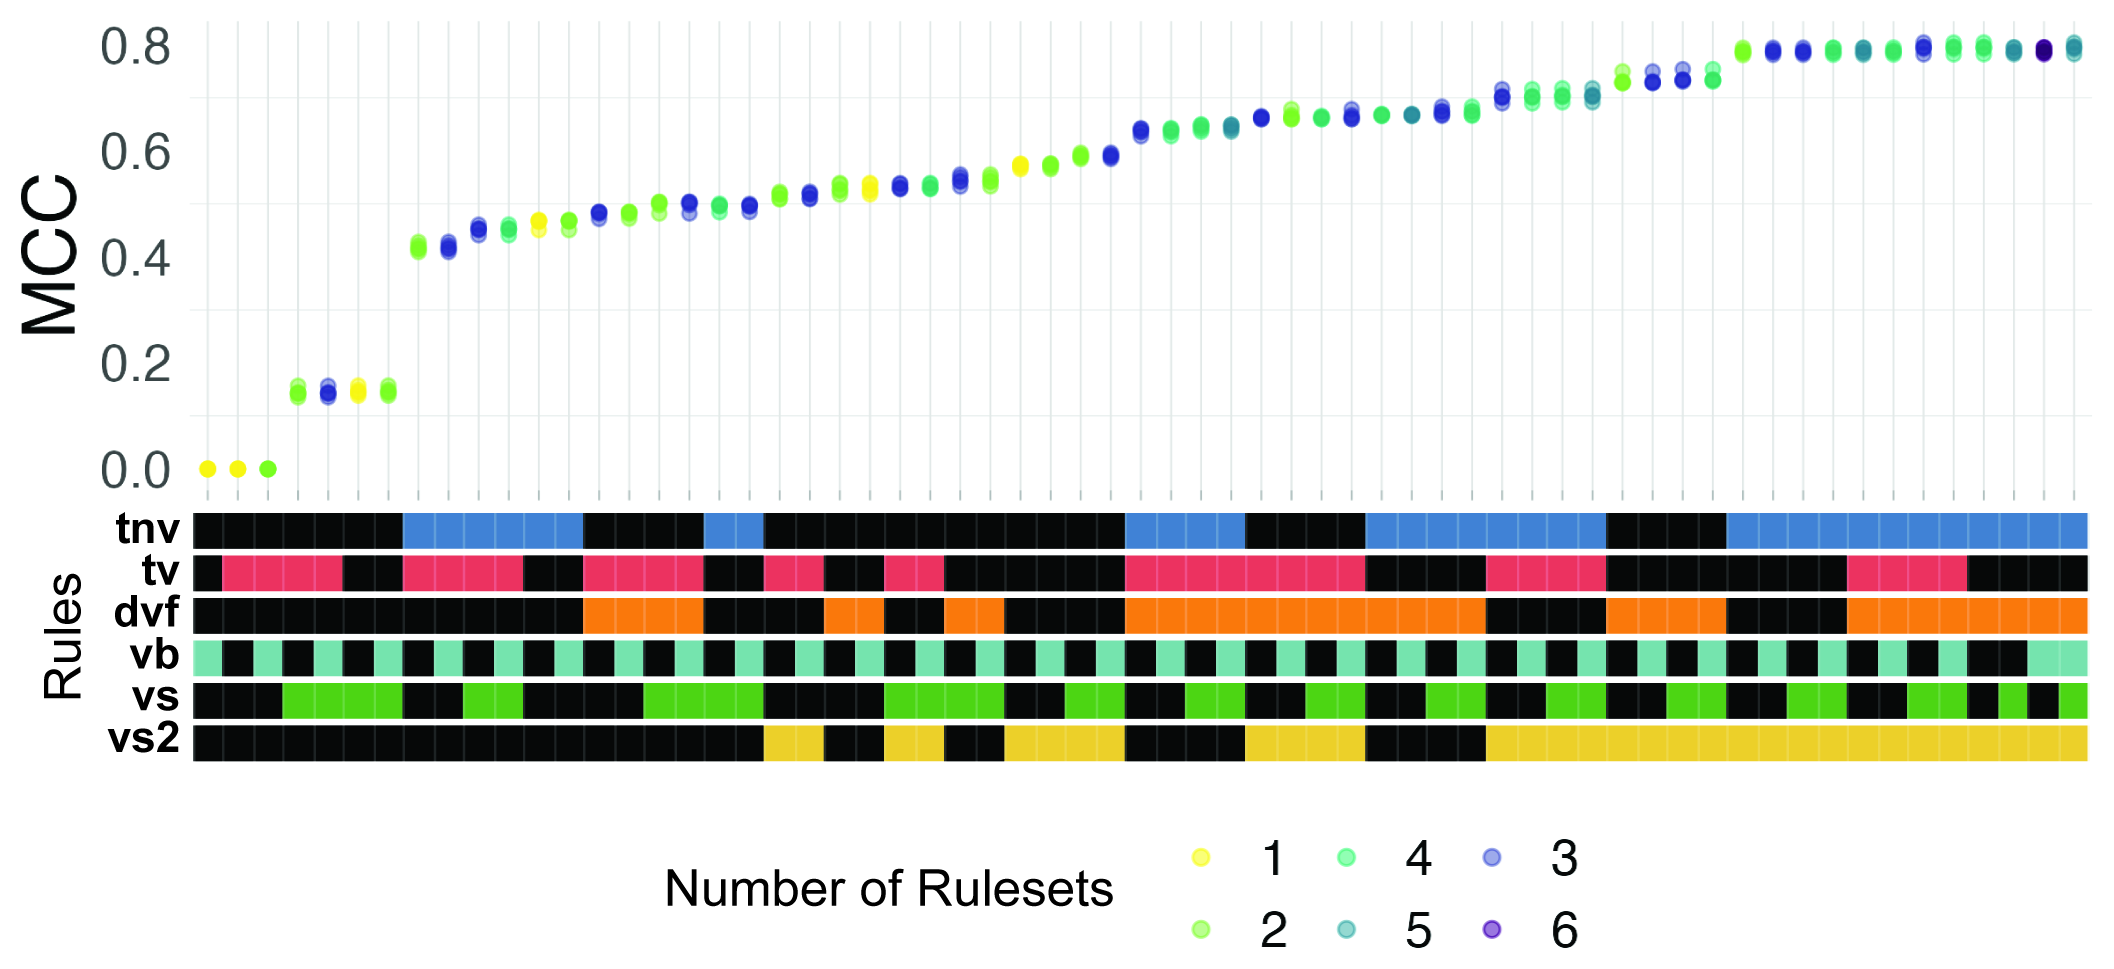 MCC
0.8
0.6
0.4
0.2
0.0
Rules
tnv
tv
dvf
vb
vs
vs2
Number of Rulesets
1 4 3
2 5 6